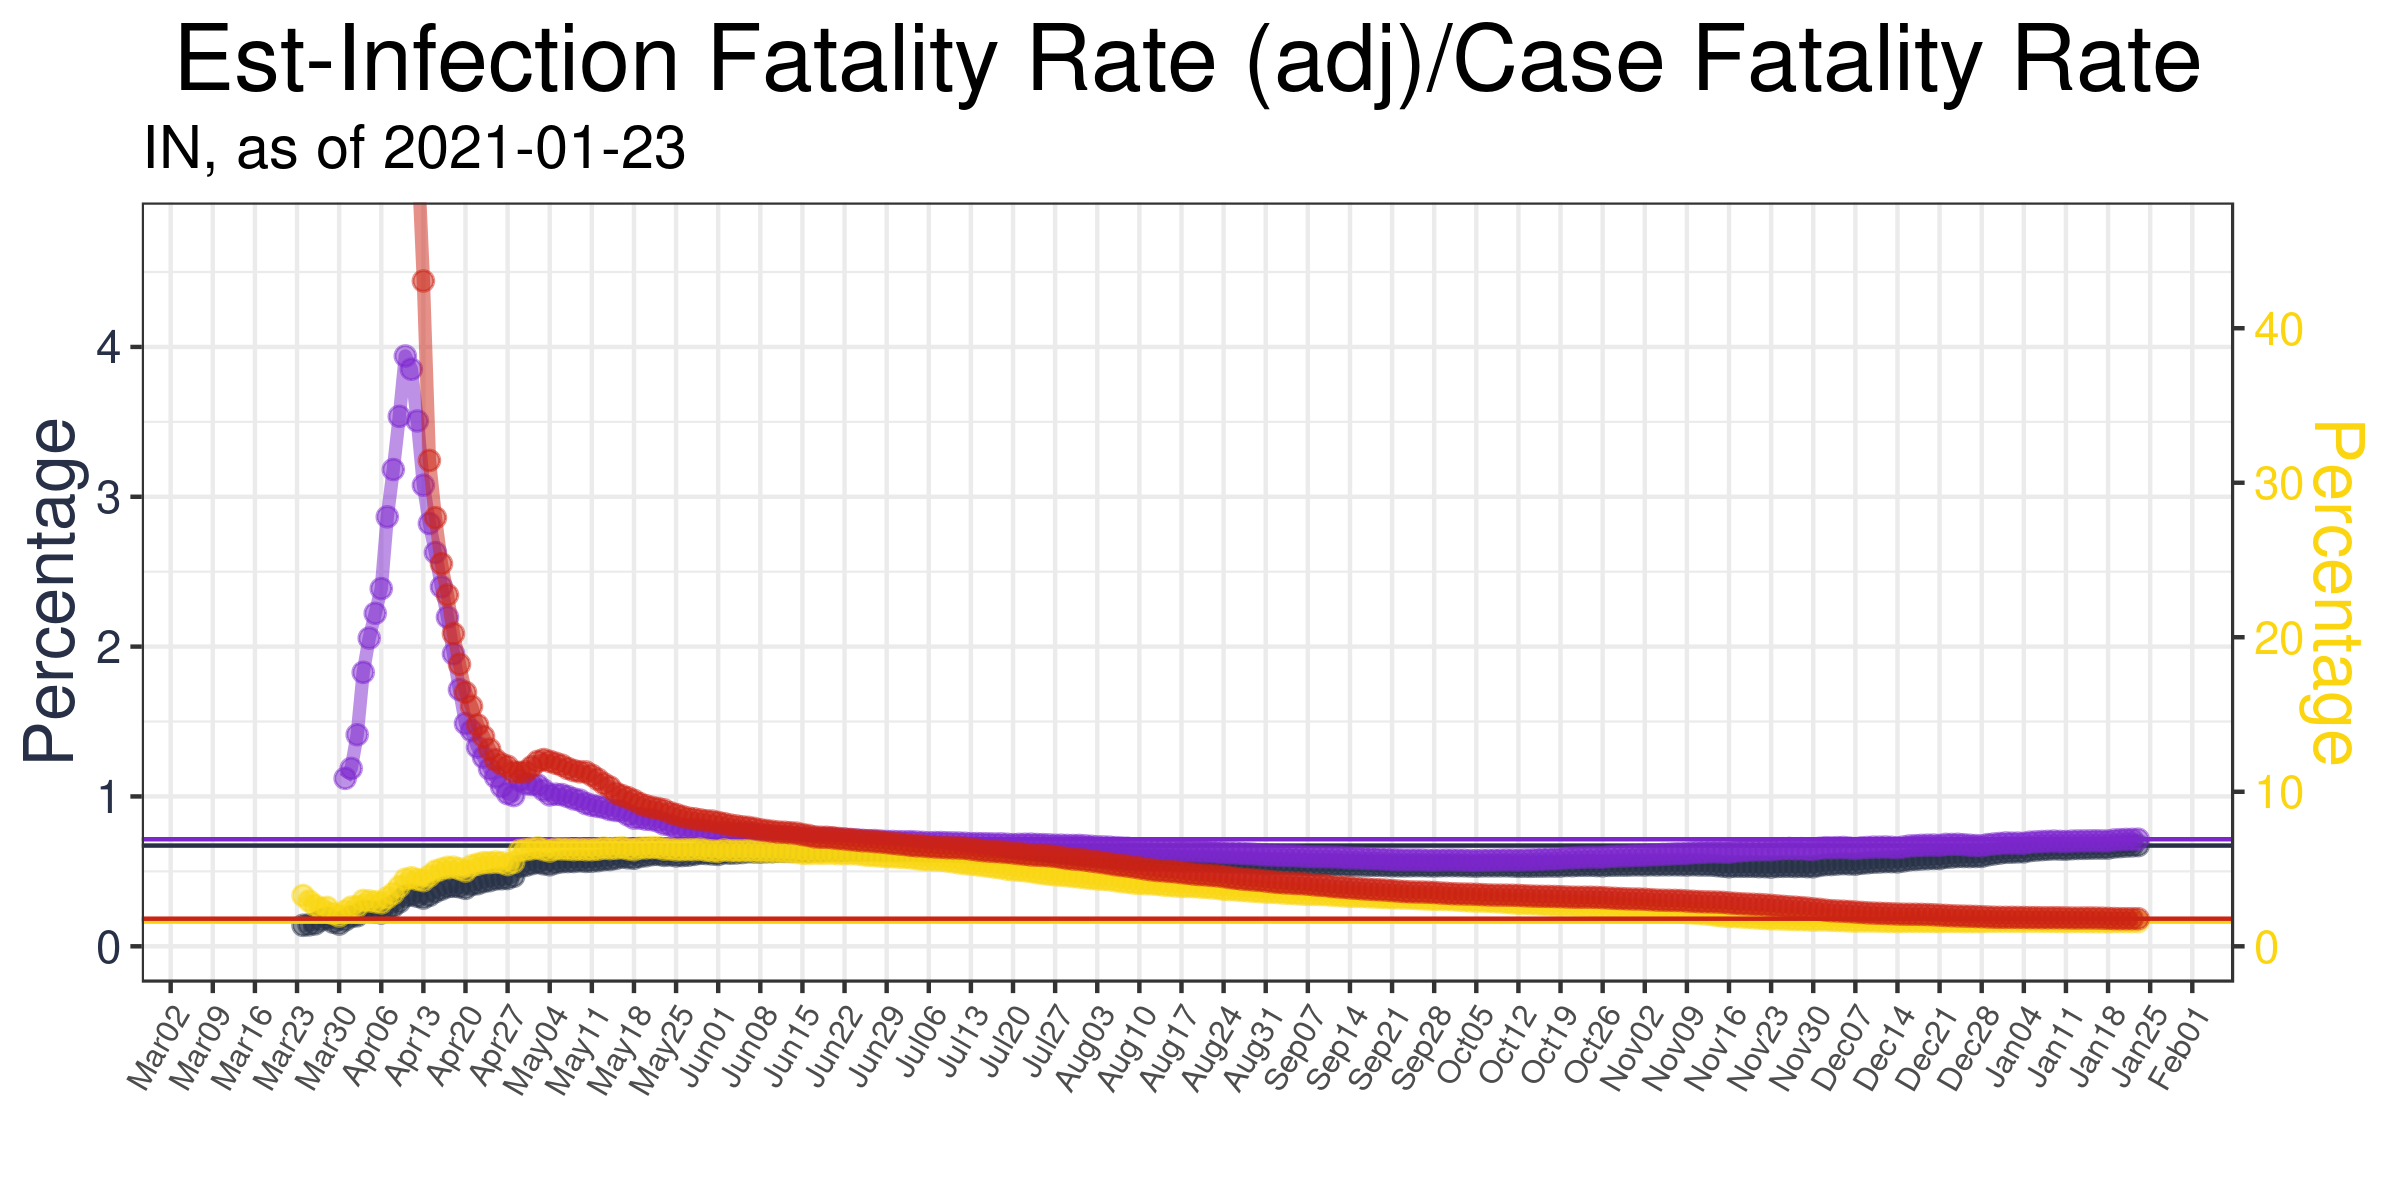 Est-Infection Fatality Rate (adj)/Case Fatality Rate
IN, as of 2021-01-23
Percentage
4
3
2
1
0
40
30
20
10
0
Percentage
Mar02
Mar09
Mar16
Mar23
Mar30
Apr06
Apr13
Apr20
Apr27
May04
May11
May18
May25
Jun01
Jun08
Jun15
Jun22
Jun29
Jul06
Jul13
Jul20
Jul27
Aug03
Aug10
Aug17
Aug24
Aug31
Sep07
Sep14
Sep21
Sep28
Oct05
Oct12
Oct19
Oct26
Nov02
Nov09
Nov16
Nov23
Nov30
Dec07
Dec14
Dec21
Dec28
Jan04
Jan11
Jan18
Jan25
Feb01